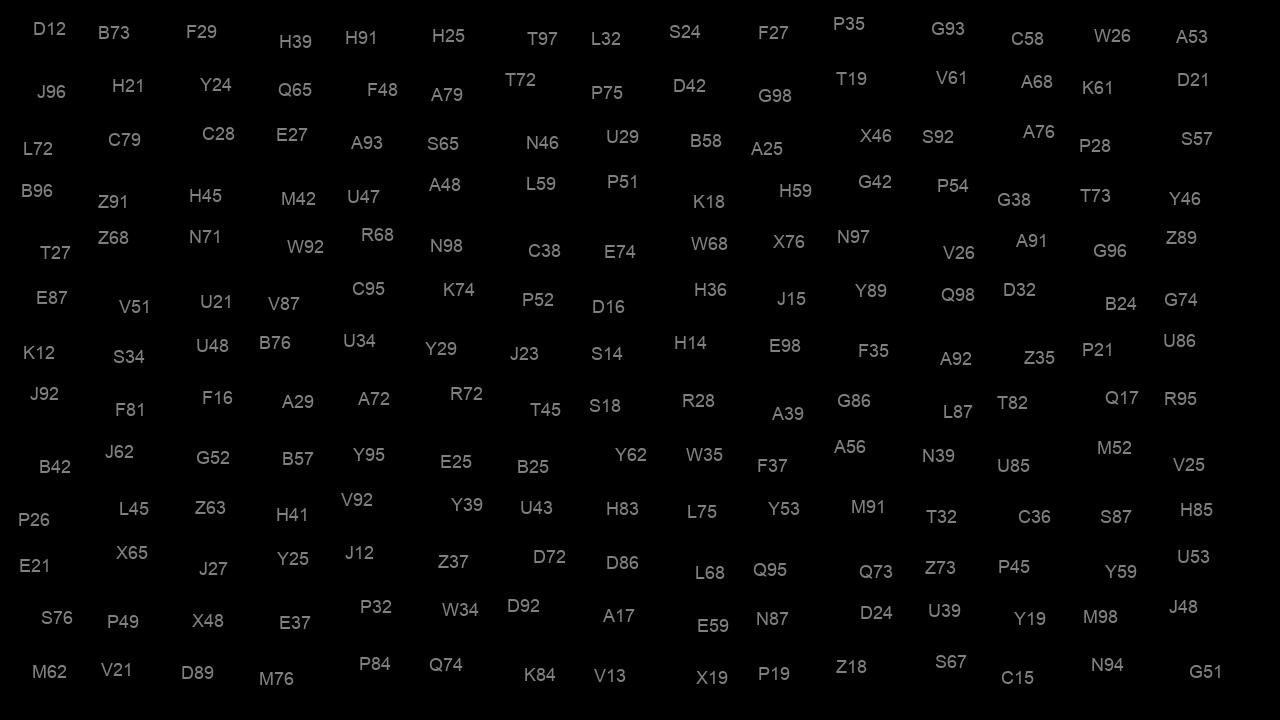 D12 B73 F29 H39 H91 H25 T97 L32 S24 F27 P35 G93 C58 W26 A53
J96 H21 Y24 Q65 F48 A79 T72 P75 D42 G98 T19 V61 A68 K61 D21
L72 C79 C28 E27 A93 S65 N46 U29 B58 A25 X46 S92 A76 P28 S57
B96 Z91 H45 M42 U47 A48 L59 P51 K18 H59 G42 P54 G38 T73 Y46
T27 Z68 N71 W92 R68 N98 C38 E74 W68 X76 N97 V26 A91 G96 Z89
E87 V51 U21 V87 C95 K74 P52 D16 H36 J15 Y89 Q98 D32 B24 G74
K12 S34 U48 B76 U34 Y29 J23 S14 H14 E98 F35 A92 Z35 P21 U86
J92 F81 F16 A29 A72 R72 T45 S18 R28 A39 G86 L87 T82 Q17 R95
B42 J62 G52 B57 Y95 E25 B25 Y62 W35 F37 A56 N39 U85 M52 V25
P26 L45 Z63 H41 V92 Y39 U43 H83 L75 Y53 M91 T32 C36 S87 H85
E21 X65 J27 Y25 J12 Z37 D72 D86 L68 Q95 Q73 Z73 P45 Y59 U53
S76 P49 X48 E37 P32 W34 D92 A17 E59 N87 D24 U39 Y19 M98 J48
M62 V21 D89 M76 P84 Q74 K84 V13 X19 P19 Z18 S67 C15 N94 G51